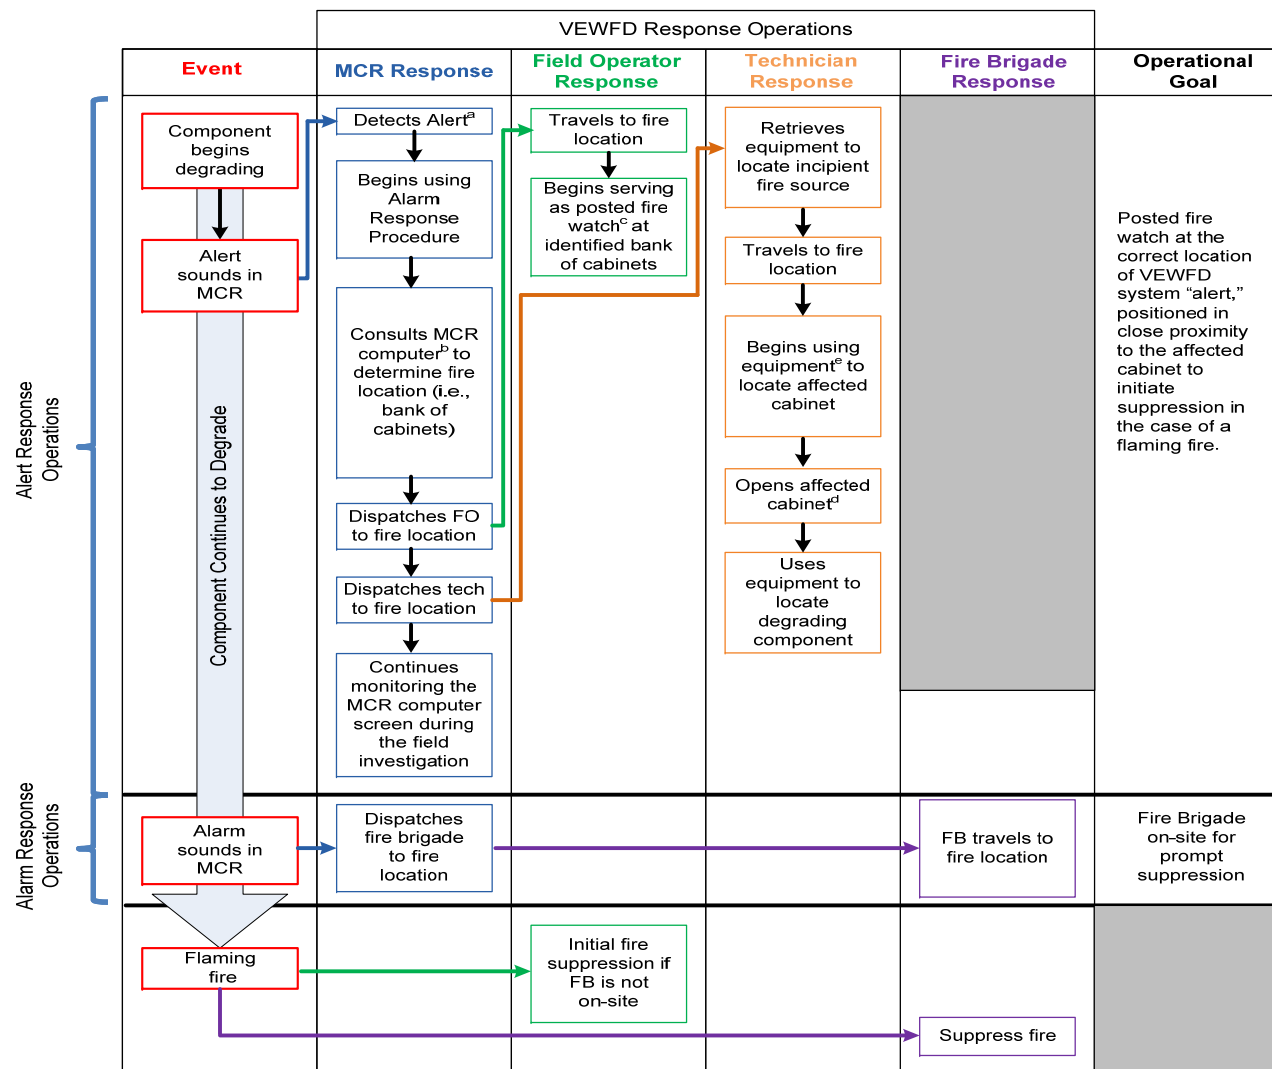 VEWFD Response Operations
Event
MCR Response
Field Operator
Response
Technician
Response
Fire Brigade
Response
Operational
Goal
Alert Response
Operations
Component
begins
degrading
Alert
sounds in
MCR
Component Continues to Degrade
Detects Alertᵃ
Begins using
Alarm
Response
Procedure
Consults MCR
computerᵇ to
determine fire
location (i.e.,
bank of
cabinets)
Dispatches FO
to fire location
Dispatches tech
to fire location
Continues
monitoring the
MCR computer
screen during
the field
investigation
Travels to fire
location
Begins serving
as posted fire
watchᶜ at
identified bank
of cabinets
Retrieves
equipment to
locate incipient
fire source
Travels to fire
location
Begins using
equipmentᵉ to
locate affected
cabinet
Opens affected
cabinetᵈ
Uses
equipment to
locate
degrading
component
Posted fire
watch at the
correct location
of VEWFD
system “alert,”
positioned in
close proximity
to the affected
cabinet to
initiate
suppression in
the case of a
flaming fire.
Alarm Response
Operations
Alarm
sounds in
MCR
Dispatches
fire brigade
to fire
location
FB travels to
fire location
Fire Brigade
on-site for
prompt
suppression
Flaming
fire
Initial fire
suppression if
FB is not
on-site
Suppress fire